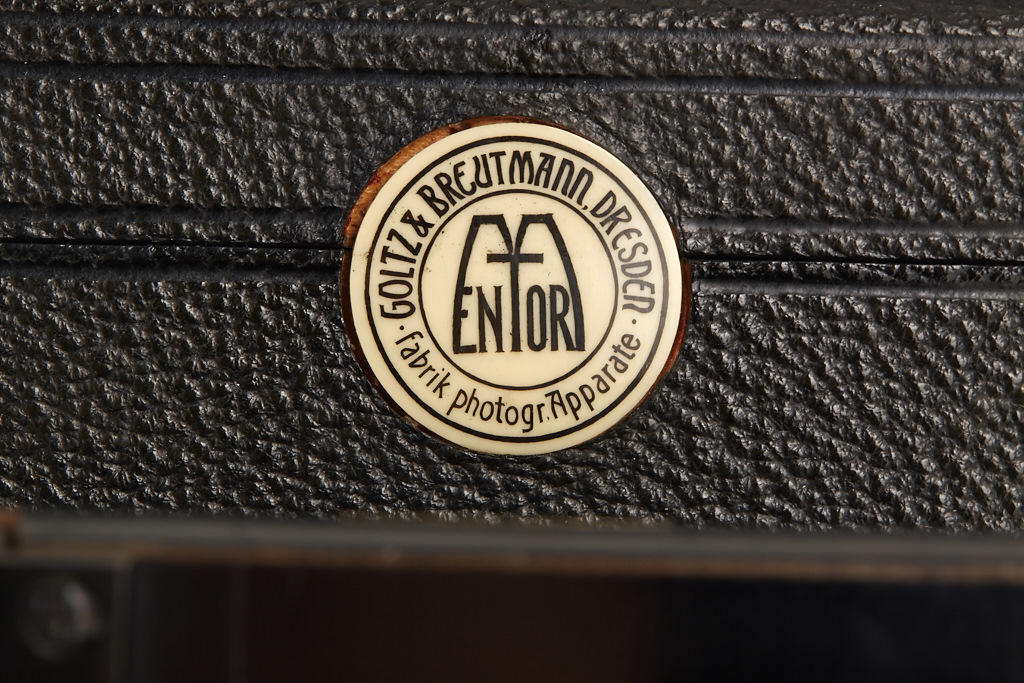 GOLTZ & BREUTMANN, DRESDEN
MENTOR
· Fabrik photogr. Apparate ·